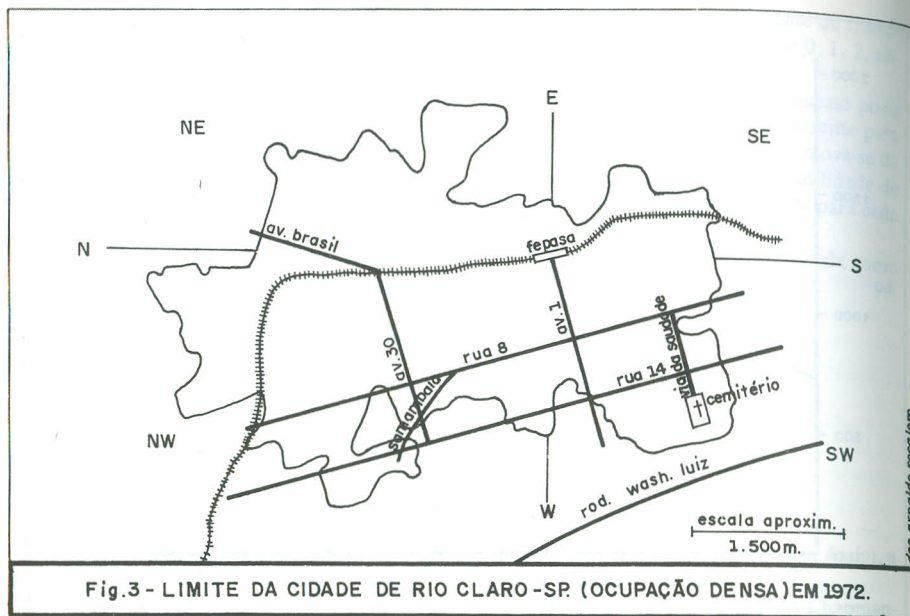 E
NE
SE
N
av. brasil
fepasa
S
av. 30
av. 1
rua 8
via da saudade
rua 14
samambaia
cemitério
NW
SW
W
rod. wash. luiz
escala aproxim.
1.500m.
Fig.3 - LIMITE DA CIDADE DE RIO CLARO - SP. (OCUPAÇÃO DENSA) EM 1972.